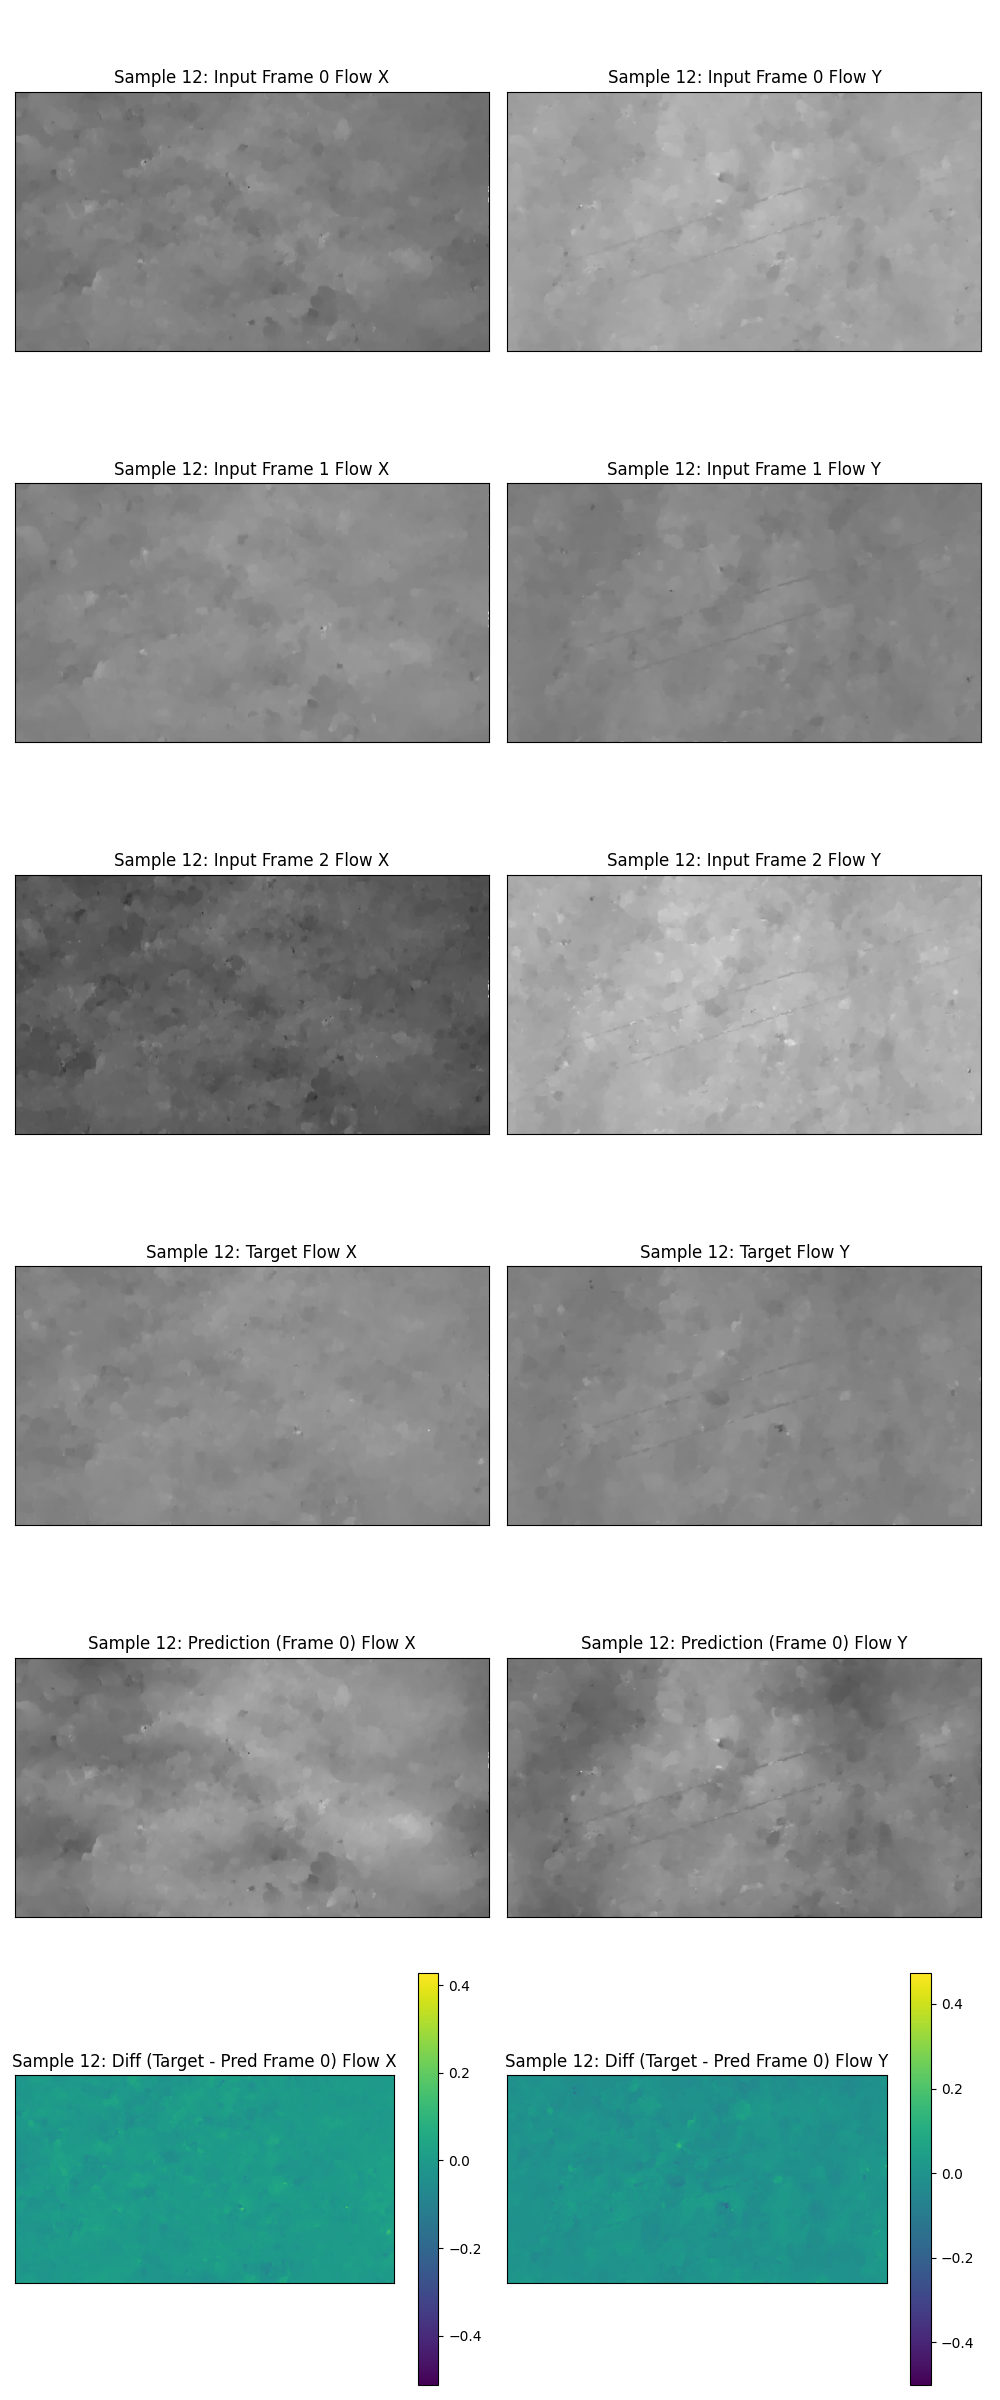 Sample 12: Input Frame 0 Flow X
Sample 12: Input Frame 0 Flow Y
Sample 12: Input Frame 1 Flow X
Sample 12: Input Frame 1 Flow Y
Sample 12: Input Frame 2 Flow X
Sample 12: Input Frame 2 Flow Y
Sample 12: Target Flow X
Sample 12: Target Flow Y
Sample 12: Prediction (Frame 0) Flow X
Sample 12: Prediction (Frame 0) Flow Y
Sample 12: Diff (Target - Pred Frame 0) Flow X
0.4
0.2
0.0
−0.2
−0.4
Sample 12: Diff (Target - Pred Frame 0) Flow Y
0.4
0.2
0.0
−0.2
−0.4